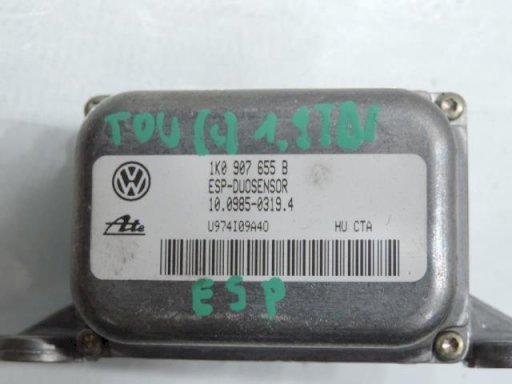 TOU (4) 1,9TDI
1K0 907 655 B
ESP-DUOSENSOR
10.0985-0319.4
U974I09A40 HU CTA
Ate
ESP